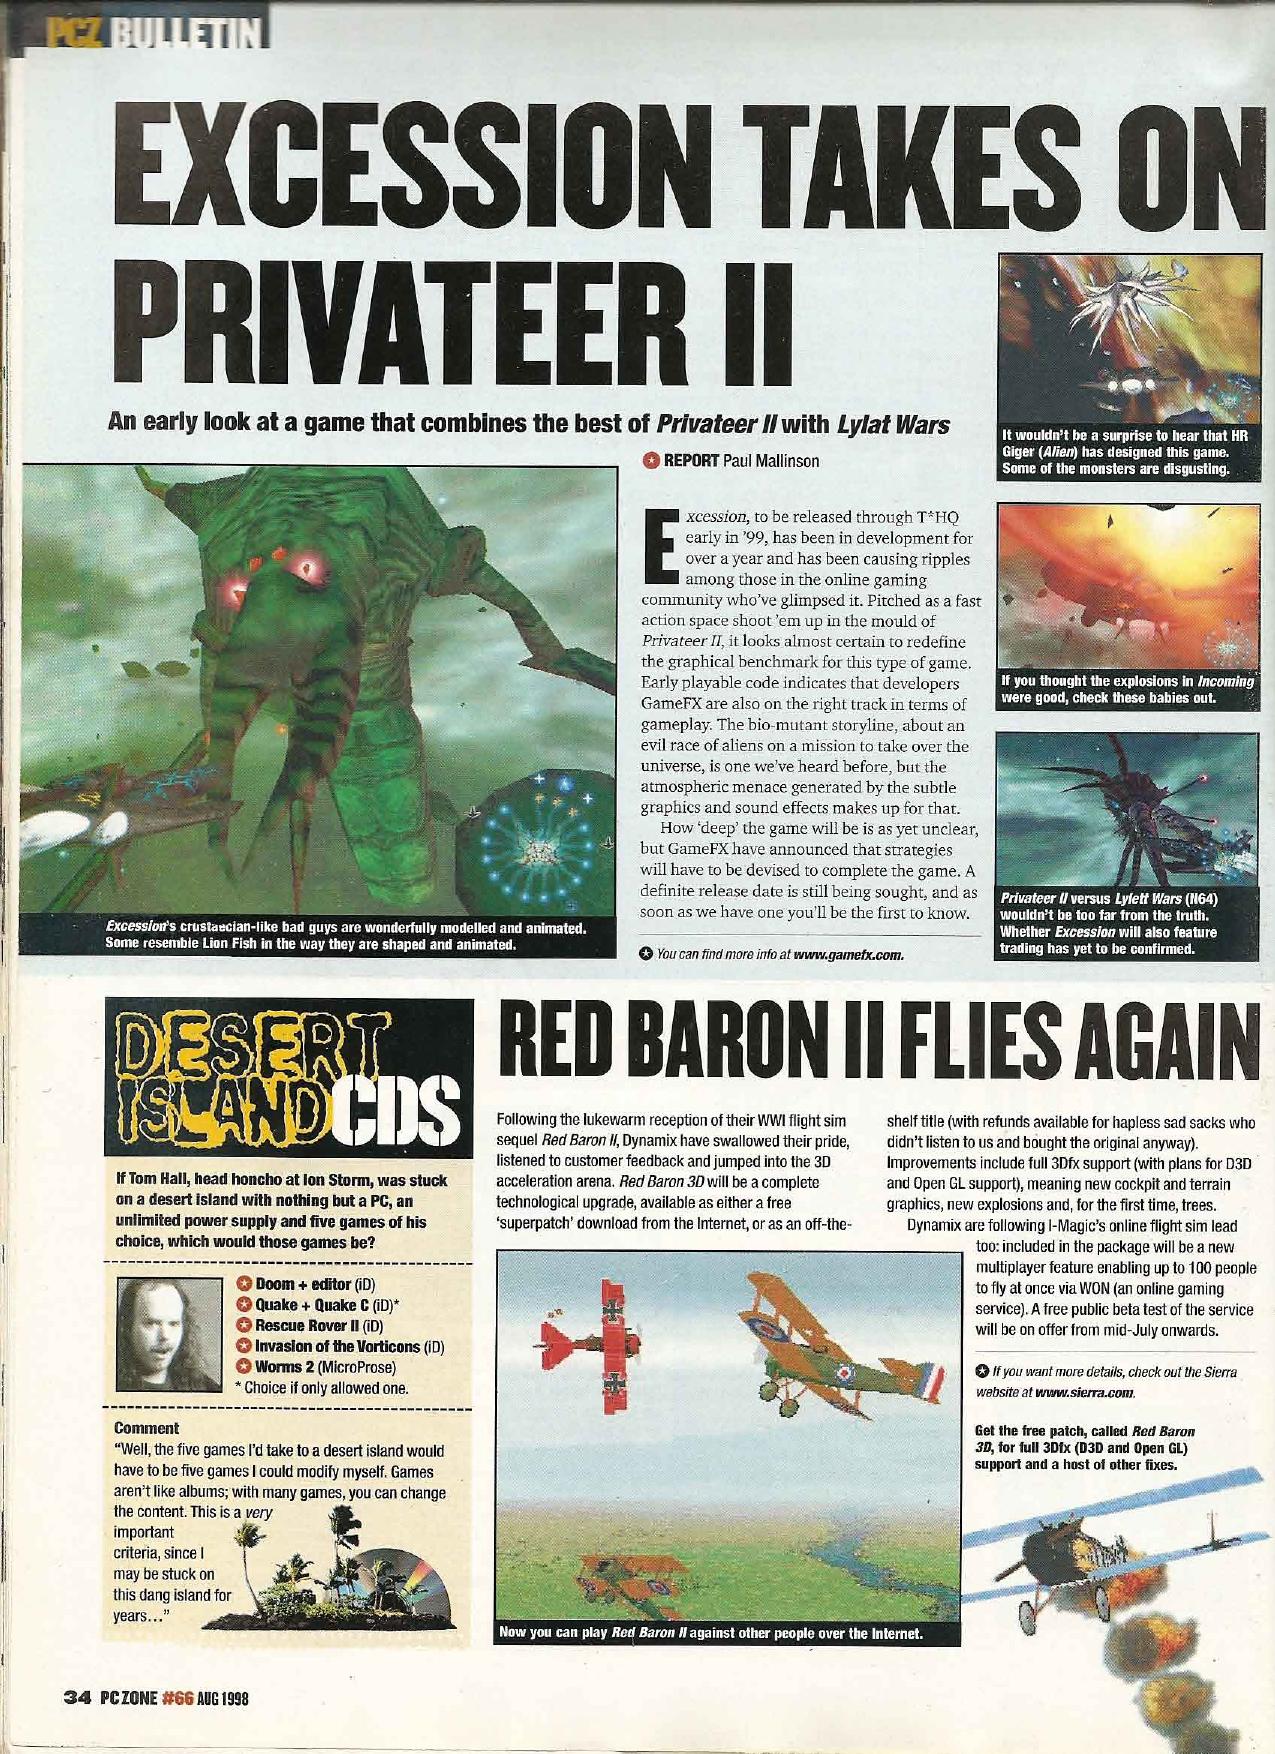 PCZ BULLETIN
EXCESSION TAKES ON
PRIVATEER II
An early look at a game that combines the best of Privateer II with Lylat Wars
REPORT Paul Mallinson
Excession, to be released through T*HQ
early in '99, has been in development for
over a year and has been causing ripples
among those in the online gaming
community who've glimpsed it. Pitched as a fast
action space shoot 'em up in the mould of
Privateer II, it looks almost certain to redefine
the graphical benchmark for this type of game.
Early playable code indicates that developers
GameFX are also on the right track in terms of
gameplay. The bio-mutant storyline, about an
evil race of aliens on a mission to take over the
universe, is one we've heard before, but the
atmospheric menace generated by the subtle
graphics and sound effects makes up for that.
How 'deep' the game will be is as yet unclear,
but GameFX have announced that strategies
will have to be devised to complete the game. A
definite release date is still being sought, and as
soon as we have one you'll be the first to know.
You can find more info at www.gamefx.com.
Excession's crustaecian-like bad guys are wonderfully modelled and animated.
Some resemble Lion Fish in the way they are shaped and animated.
It wouldn't be a surprise to hear that HR
Giger (Alien) has designed this game.
Some of the monsters are disgusting.
If you thought the explosions in Incoming
were good, check these babies out.
Privateer II versus Lylett Wars (N64)
wouldn't be too far from the truth.
Whether Excession will also feature
trading has yet to be confirmed.
DESERT
ISLAND CDS
If Tom Hall, head honcho at Ion Storm, was stuck
on a desert island with nothing but a PC, an
unlimited power supply and five games of his
choice, which would those games be?
Doom + editor (iD)
Quake + Quake C (iD)*
Rescue Rover II (iD)
Invasion of the Vorticons (iD)
Worms 2 (MicroProse)
* Choice if only allowed one.
Comment
"Well, the five games I'd take to a desert island would
have to be five games I could modify myself. Games
aren't like albums; with many games, you can change
the content. This is a very
important
criteria, since I
may be stuck on
this dang island for
years..."
RED BARON II FLIES AGAIN
Following the lukewarm reception of their WWI flight sim
sequel Red Baron II, Dynamix have swallowed their pride,
listened to customer feedback and jumped into the 3D
acceleration arena. Red Baron 3D will be a complete
technological upgrade, available as either a free
'superpatch' download from the Internet, or as an off-the-
shelf title (with refunds available for hapless sad sacks who
didn't listen to us and bought the original anyway).
Improvements include full 3Dfx support (with plans for D3D
and Open GL support), meaning new cockpit and terrain
graphics, new explosions and, for the first time, trees.
Dynamix are following I-Magic's online flight sim lead
too: included in the package will be a new
multiplayer feature enabling up to 100 people
to fly at once via WON (an online gaming
service). A free public beta test of the service
will be on offer from mid-July onwards.
If you want more details, check out the Sierra
website at www.sierra.com.
Get the free patch, called Red Baron
3D, for full 3Dfx (D3D and Open GL)
support and a host of other fixes.
Now you can play Red Baron II against other people over the Internet.
34 PC ZONE #66 AUG 1998